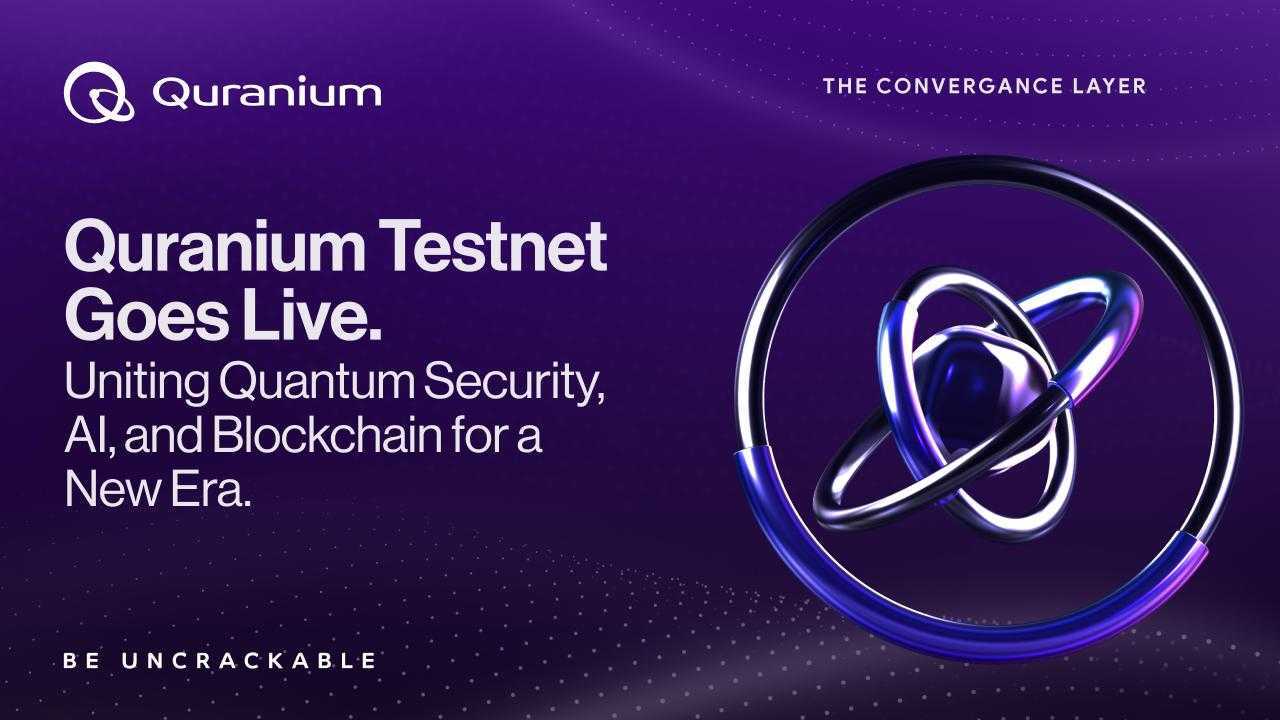 Quranium
THE CONVERGANCE LAYER
Quranium Testnet
Goes Live.
Uniting Quantum Security,
AI, and Blockchain for a
New Era.
BE UNCRACKABLE